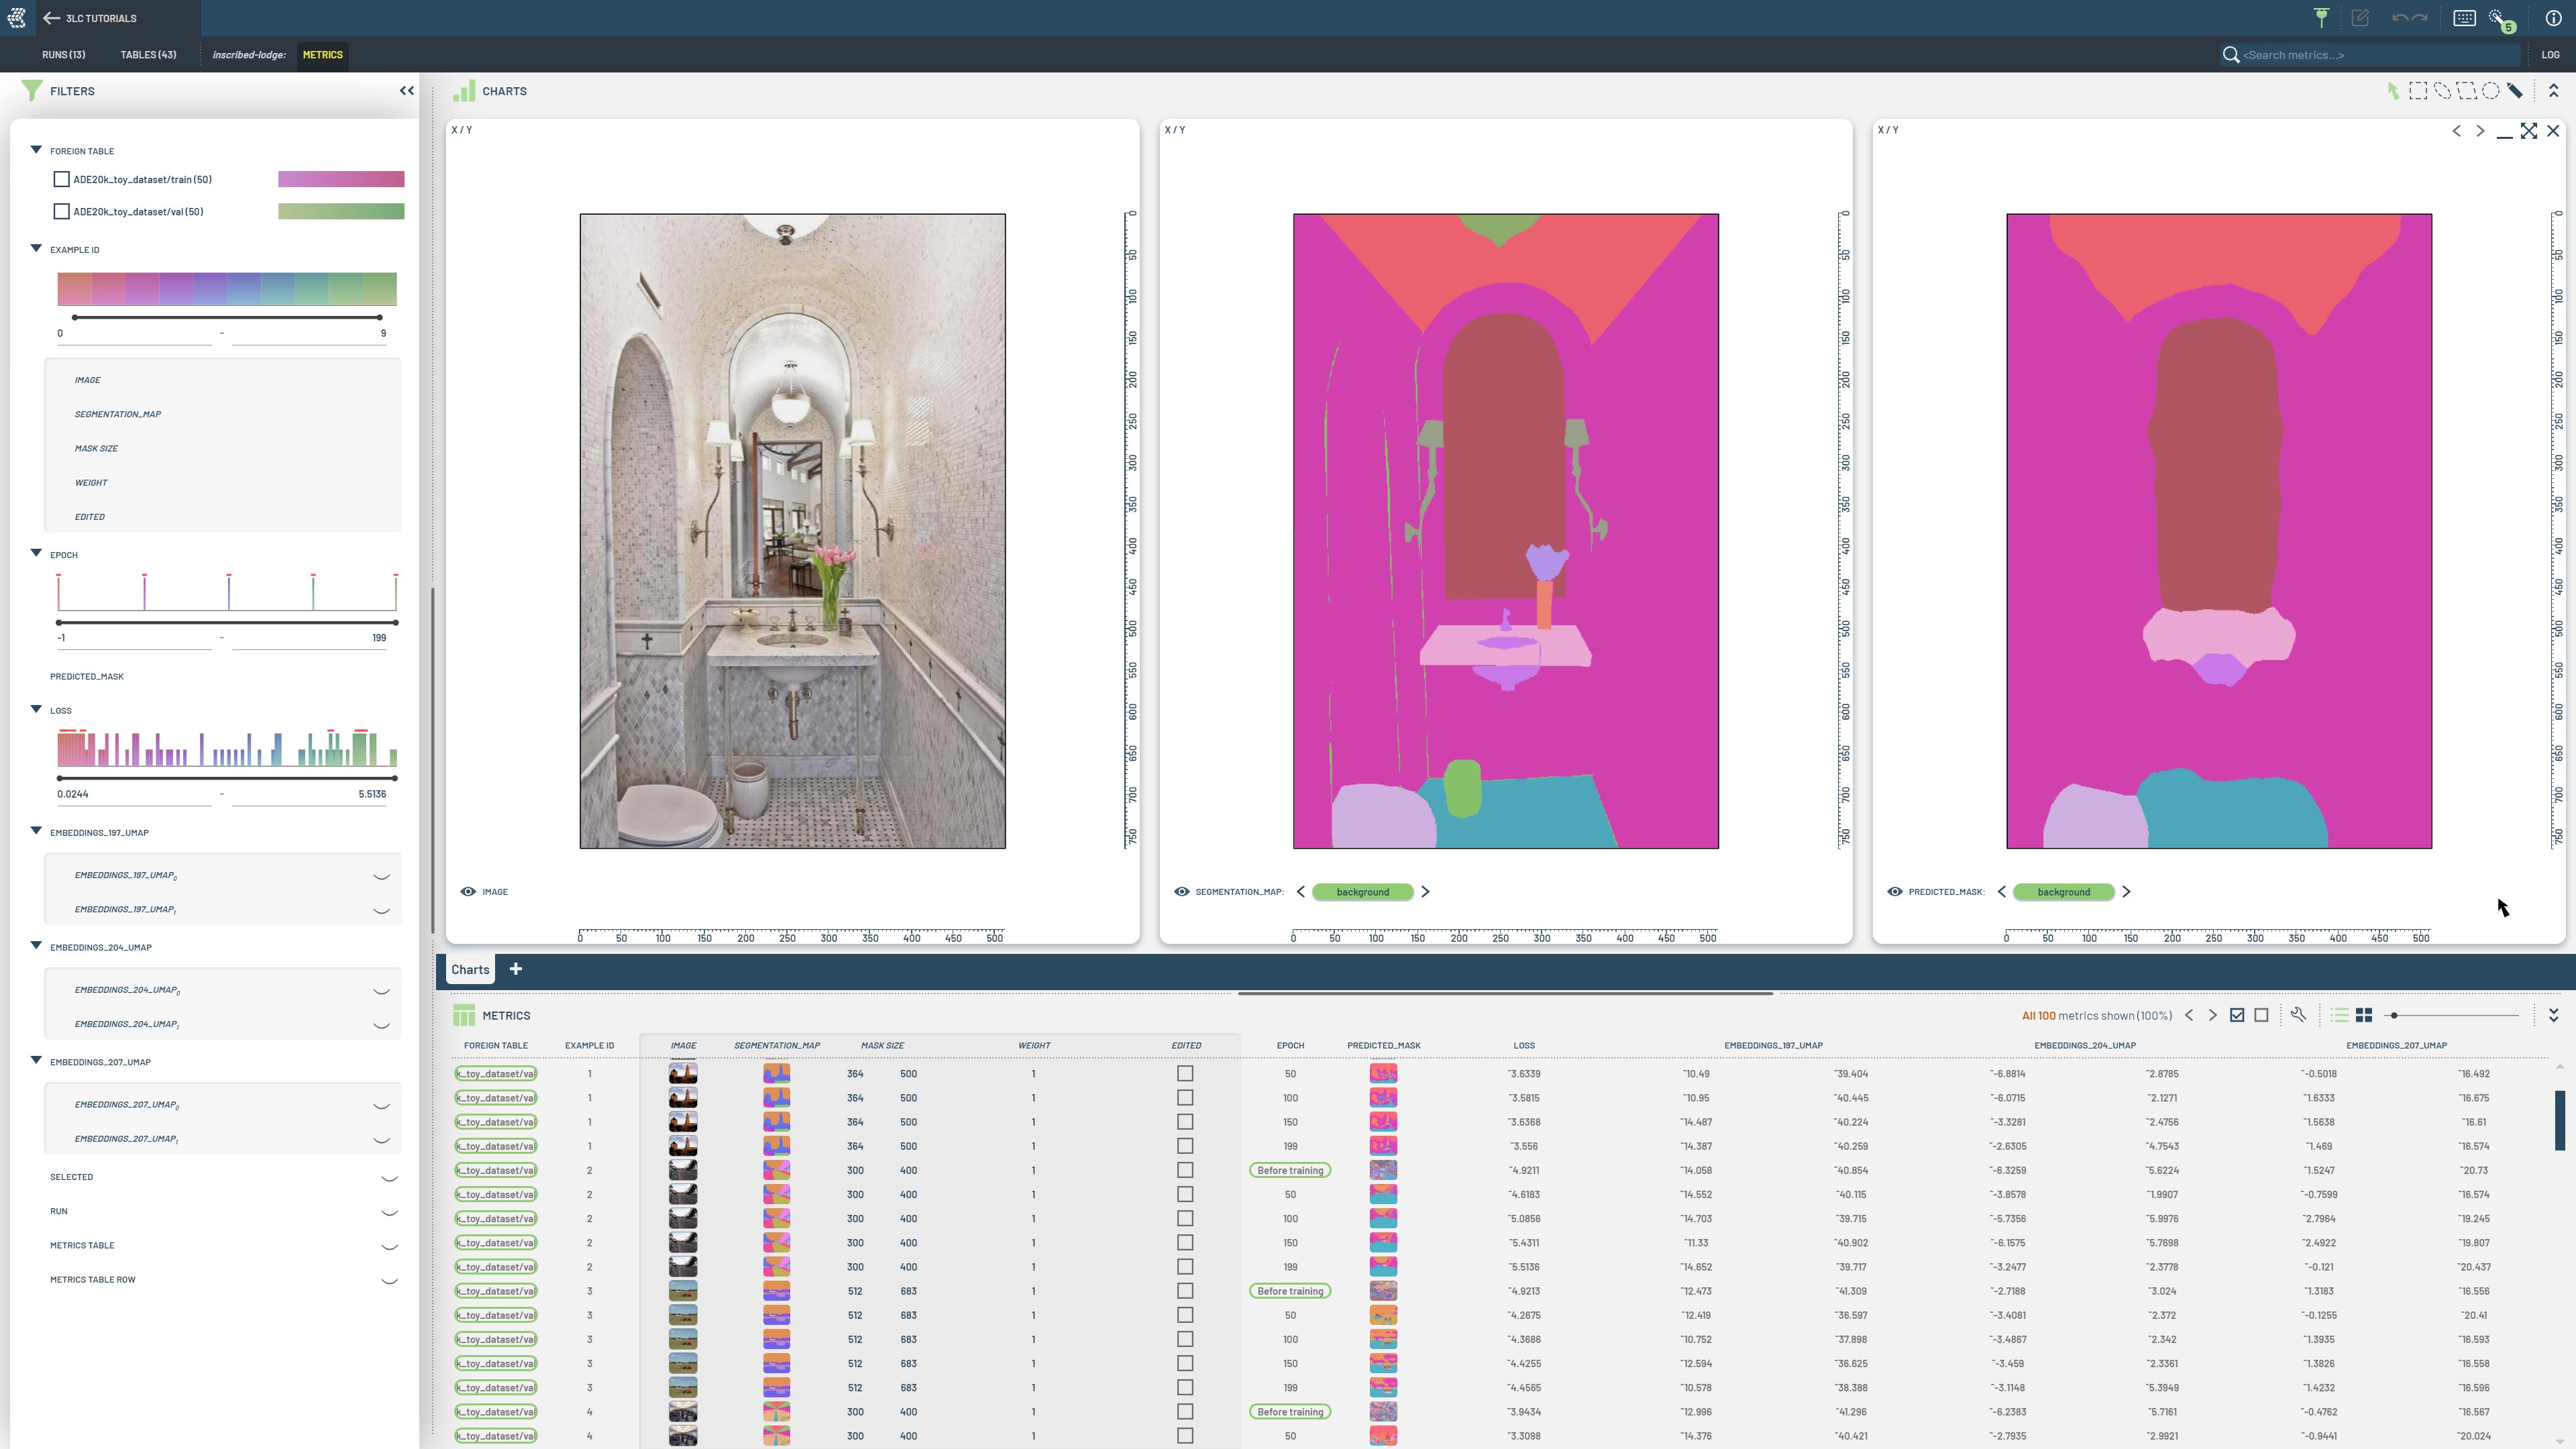 3LC TUTORIALS
5
RUNS (13) TABLES (43) inscribed-lodge: METRICS <Search metrics...> LOG
FILTERS
FOREIGN TABLE
ADE20k_toy_dataset/train (50)
ADE20k_toy_dataset/val (50)
EXAMPLE ID
0 - 9
IMAGE
SEGMENTATION_MAP
MASK SIZE
WEIGHT
EDITED
EPOCH
-1 - 199
PREDICTED_MASK
LOSS
0.0244 - 5.5136
EMBEDDINGS_197_UMAP
EMBEDDINGS_197_UMAP0
EMBEDDINGS_197_UMAP1
EMBEDDINGS_204_UMAP
EMBEDDINGS_204_UMAP0
EMBEDDINGS_204_UMAP1
EMBEDDINGS_207_UMAP
EMBEDDINGS_207_UMAP0
EMBEDDINGS_207_UMAP1
SELECTED
RUN
METRICS TABLE
METRICS TABLE ROW
CHARTS
X / Y
0 50 100 150 200 250 300 350 400 450 500 550 600 650 700 750
IMAGE
0 50 100 150 200 250 300 350 400 450 500
X / Y
0 50 100 150 200 250 300 350 400 450 500 550 600 650 700 750
SEGMENTATION_MAP: background
0 50 100 150 200 250 300 350 400 450 500
X / Y
0 50 100 150 200 250 300 350 400 450 500 550 600 650 700 750
PREDICTED_MASK: background
0 50 100 150 200 250 300 350 400 450 500
Charts +
METRICS All 100 metrics shown (100%)
FOREIGN TABLE EXAMPLE ID IMAGE SEGMENTATION_MAP MASK SIZE WEIGHT EDITED EPOCH PREDICTED_MASK LOSS EMBEDDINGS_197_UMAP EMBEDDINGS_204_UMAP EMBEDDINGS_207_UMAP
k_toy_dataset/val 1 364 500 1 50 ~3.6339 ~10.49 ~39.404 ~-6.8814 ~2.8785 ~-0.5018 ~16.492
k_toy_dataset/val 1 364 500 1 100 ~3.5815 ~10.95 ~40.445 ~-6.0715 ~2.1271 ~1.6333 ~16.675
k_toy_dataset/val 1 364 500 1 150 ~3.6368 ~14.487 ~40.224 ~-3.3281 ~2.4756 ~1.5638 ~16.61
k_toy_dataset/val 1 364 500 1 199 ~3.556 ~14.387 ~40.259 ~-2.6305 ~4.7543 ~1.469 ~16.574
k_toy_dataset/val 2 300 400 1 Before training ~4.9211 ~14.058 ~40.854 ~-6.3259 ~5.6224 ~1.5247 ~20.73
k_toy_dataset/val 2 300 400 1 50 ~4.6183 ~14.552 ~40.115 ~-3.8578 ~1.9907 ~-0.7599 ~16.574
k_toy_dataset/val 2 300 400 1 100 ~5.0856 ~14.703 ~39.715 ~-5.7356 ~5.9976 ~2.7964 ~19.245
k_toy_dataset/val 2 300 400 1 150 ~5.4311 ~11.33 ~40.902 ~-6.1575 ~5.7698 ~2.4922 ~19.807
k_toy_dataset/val 2 300 400 1 199 ~5.5136 ~14.652 ~39.717 ~-3.2477 ~2.3778 ~-0.121 ~20.437
k_toy_dataset/val 3 512 683 1 Before training ~4.9213 ~12.473 ~41.309 ~-2.7188 ~3.024 ~1.3183 ~16.556
k_toy_dataset/val 3 512 683 1 50 ~4.2675 ~12.419 ~36.597 ~-3.4081 ~2.372 ~-0.1255 ~20.41
k_toy_dataset/val 3 512 683 1 100 ~4.3686 ~10.752 ~37.898 ~-3.4867 ~2.342 ~1.3935 ~16.593
k_toy_dataset/val 3 512 683 1 150 ~4.4255 ~12.594 ~36.625 ~-3.459 ~2.3361 ~1.3826 ~16.558
k_toy_dataset/val 3 512 683 1 199 ~4.4565 ~10.578 ~38.388 ~-3.1148 ~5.3949 ~1.4232 ~16.596
k_toy_dataset/val 4 300 400 1 Before training ~3.9434 ~12.996 ~41.296 ~-6.2383 ~5.7161 ~-0.4762 ~16.567
k_toy_dataset/val 4 300 400 1 50 ~3.3098 ~14.376 ~40.421 ~-2.7935 ~2.9921 ~-0.9441 ~20.024